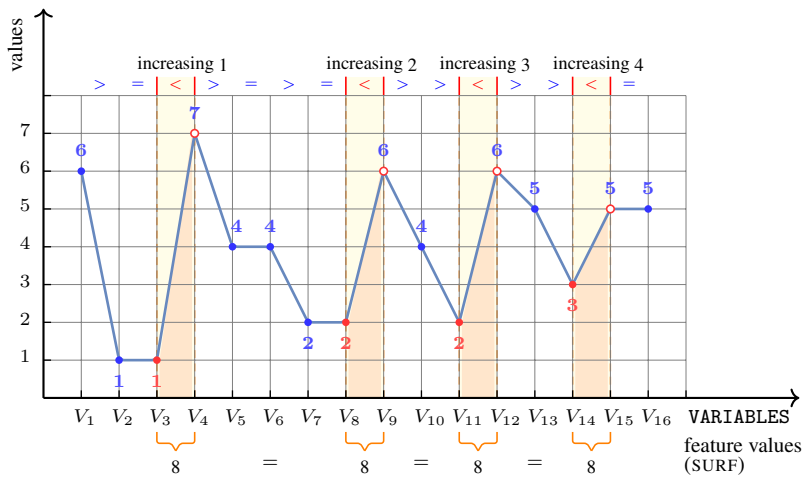 values
increasing 1 increasing 2 increasing 3 increasing 4
> = < > = > = < > > < > > < =
7
6
5
4
3
2
1
6 1 1 7 4 4 2 2 6 4 2 6 5 3 5 5
V1 V2 V3 V4 V5 V6 V7 V8 V9 V10 V11 V12 V13 V14 V15 V16 VARIABLES
8 = 8 = 8 = 8
feature values
(SURF)